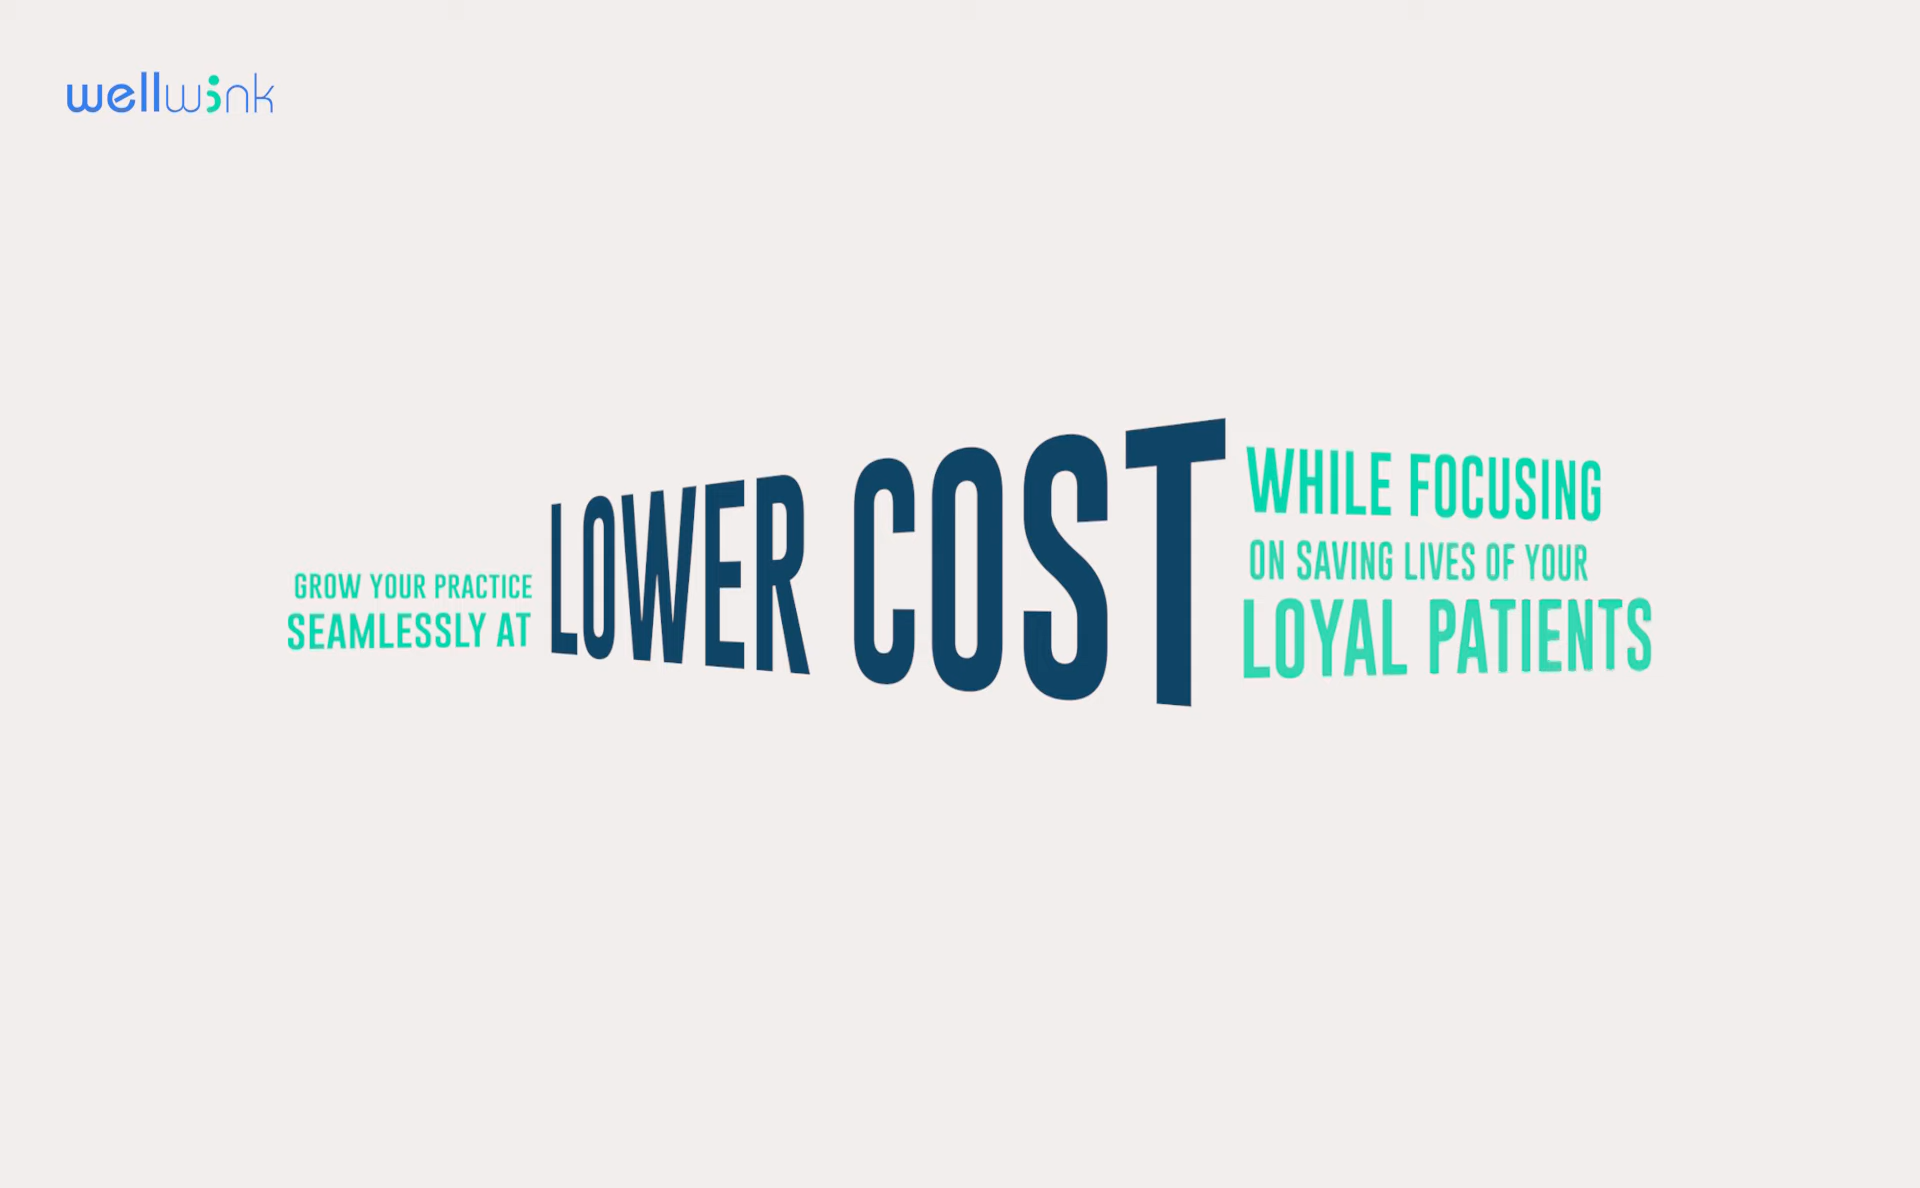 wellwink
GROW YOUR PRACTICE
SEAMLESSLY AT
LOWER COST
WHILE FOCUSING
ON SAVING LIVES OF YOUR
LOYAL PATIENTS